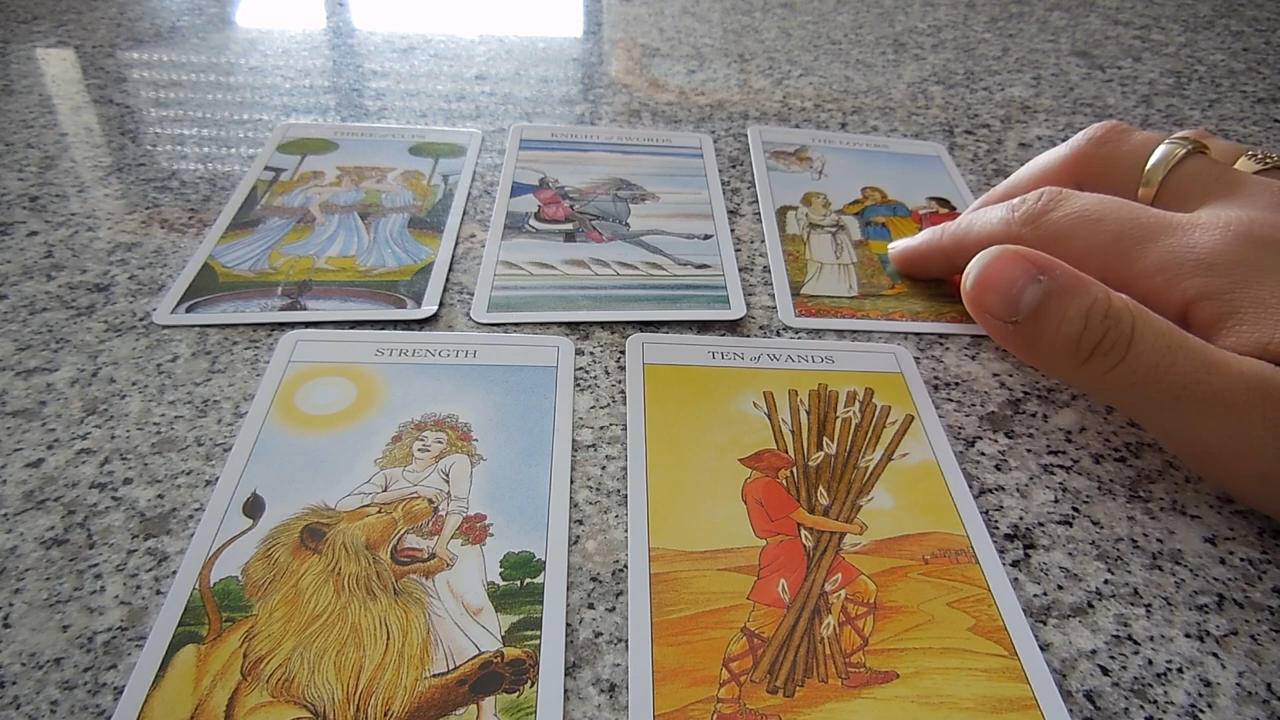 THREE of CUPS
KNIGHT of SWORDS
THE LOVERS
STRENGTH
TEN of WANDS